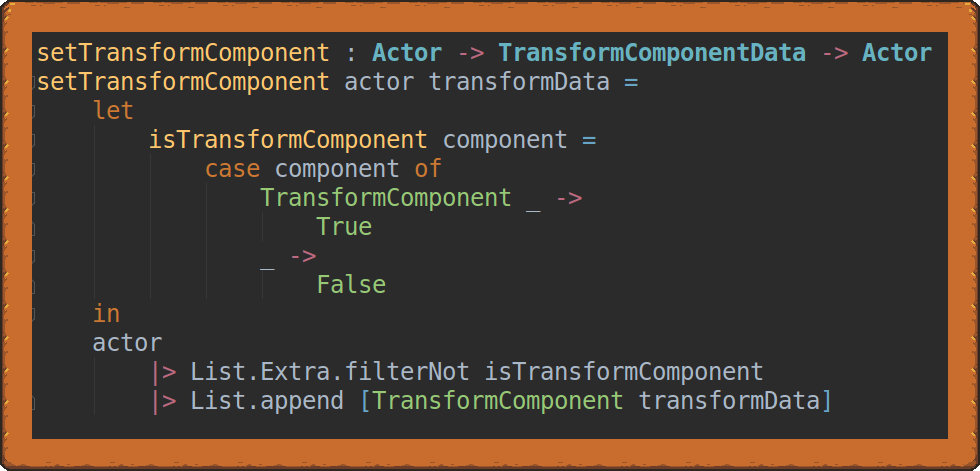 setTransformComponent : Actor -> TransformComponentData -> Actor
setTransformComponent actor transformData =
    let
        isTransformComponent component =
            case component of
                TransformComponent _ ->
                    True
                _ ->
                    False
    in
    actor
        |> List.Extra.filterNot isTransformComponent
        |> List.append [TransformComponent transformData]